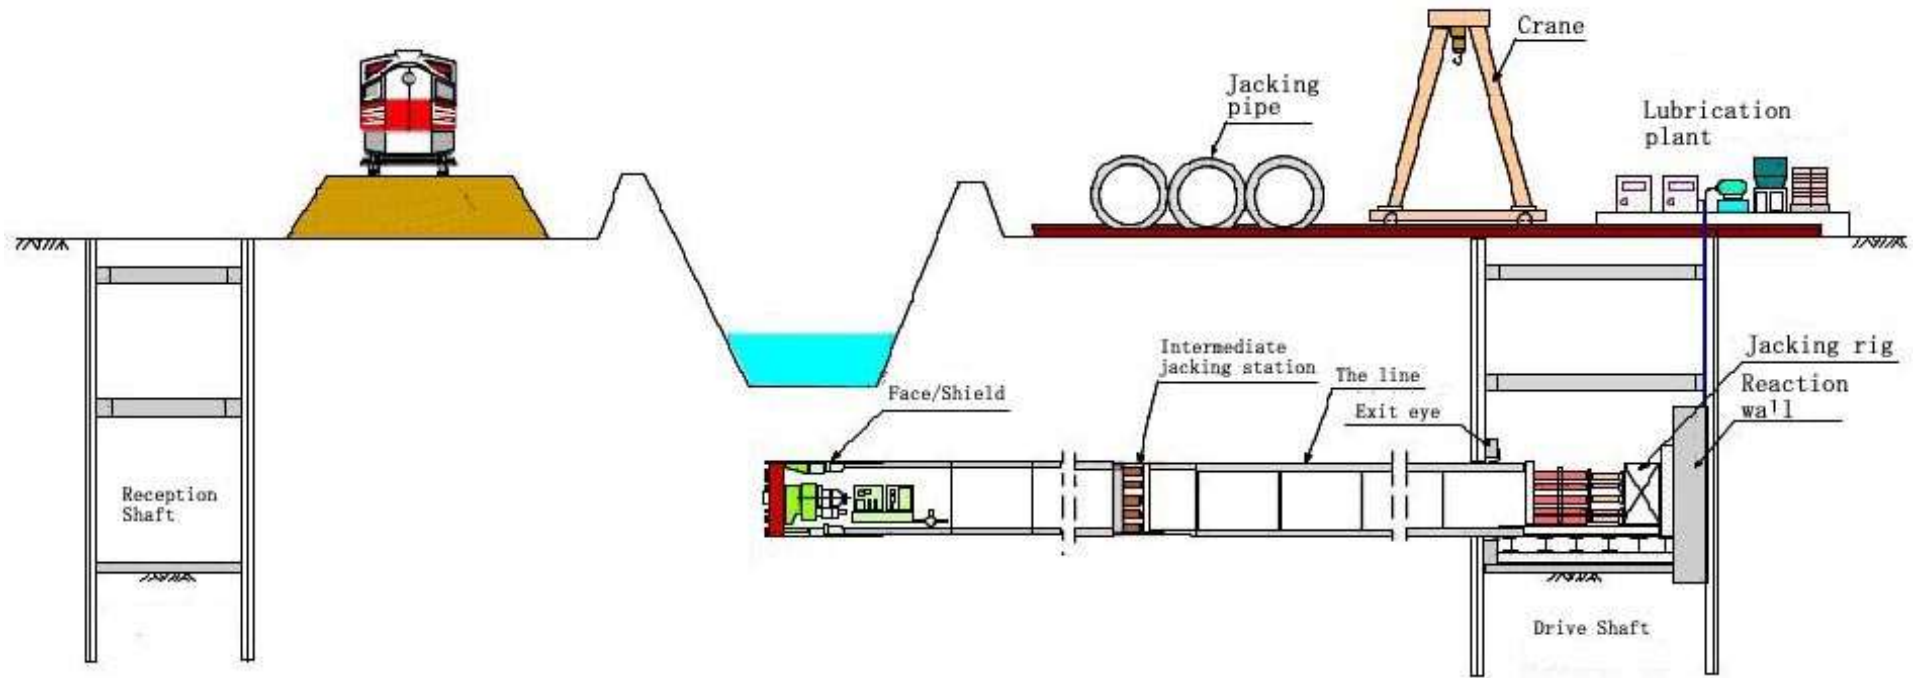 Crane
Jacking
pipe
Lubrication
plant
Intermediate
jacking station
The line
Jacking rig
Reaction
wall
Face/Shield
Exit eye
Reception
Shaft
Drive Shaft